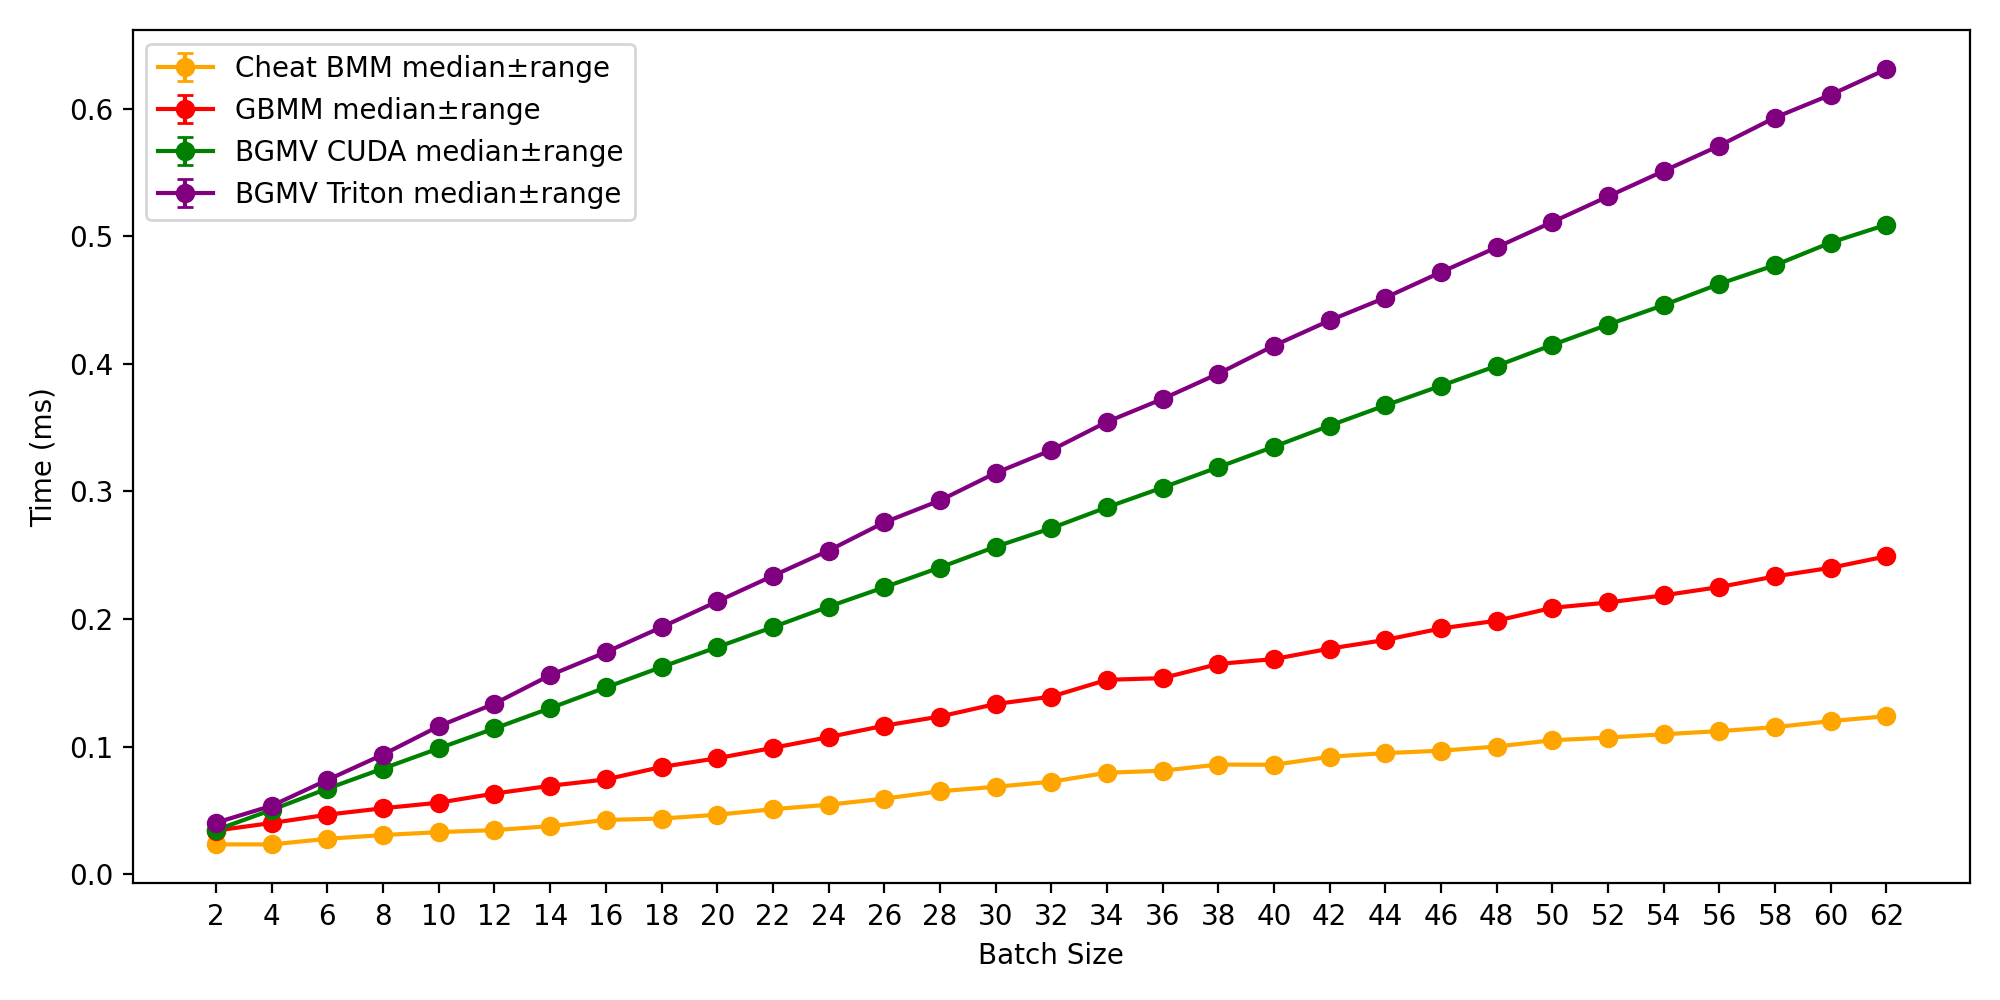 Cheat BMM median±range
GBMM median±range
BGMV CUDA median±range
BGMV Triton median±range
0.6
0.5
0.4
0.3
0.2
0.1
0.0
Time (ms)
2 4 6 8 10 12 14 16 18 20 22 24 26 28 30 32 34 36 38 40 42 44 46 48 50 52 54 56 58 60 62
Batch Size